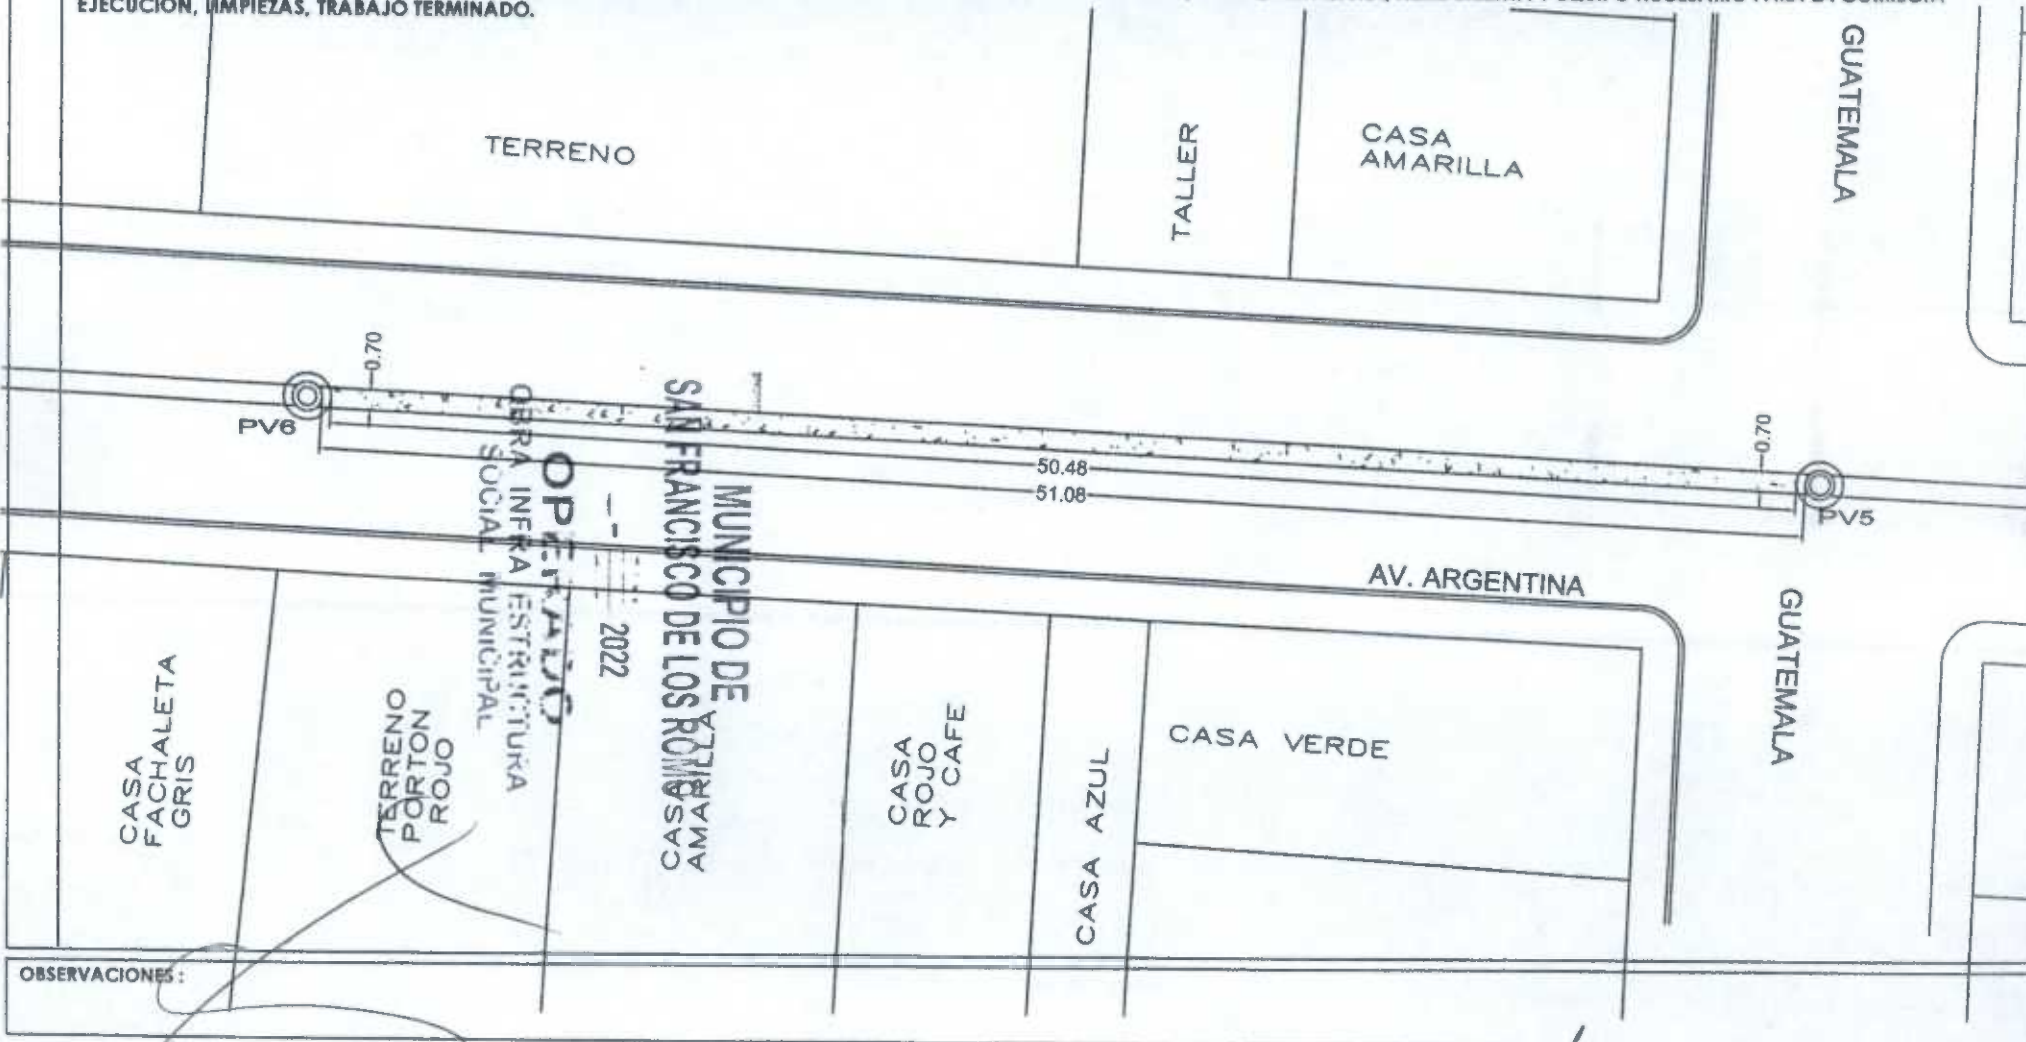 EJECUCIÓN, LIMPIEZAS, TRABAJO TERMINADO.
GUATEMALA
TERRENO
TALLER
CASA
AMARILLA
0.70
PV6
0.70
50.48
51.08
PV5
AV. ARGENTINA
GUATEMALA
MUNICIPIO DE
SAN FRANCISCO DE LOS ROMO
2022
OPERADO
OBRA INFRA ESTRUCTURA
SOCIAL MUNICIPAL
CASA
FACHALETA
GRIS
TERRENO
PORTON
ROJO
CASA
AMARILLA
CASA
ROJO
Y CAFE
CASA AZUL
CASA VERDE
OBSERVACIONES: